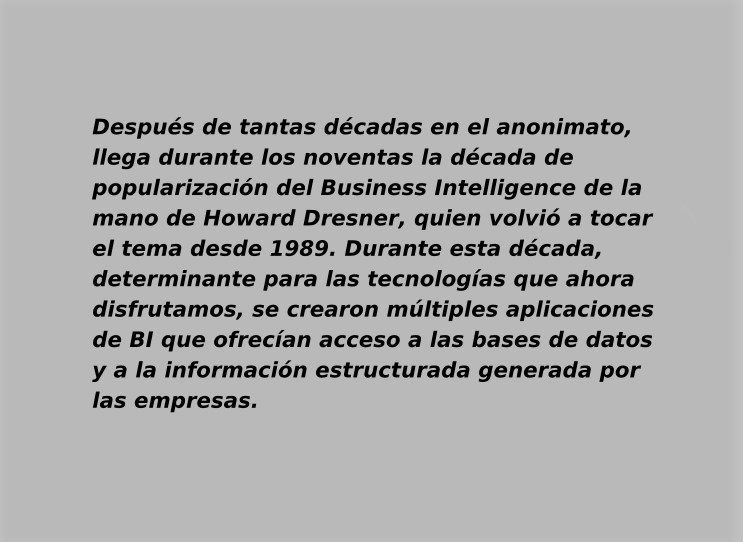 Después de tantas décadas en el anonimato,
llega durante los noventas la década de
popularización del Business Intelligence de la
mano de Howard Dresner, quien volvió a tocar
el tema desde 1989. Durante esta década,
determinante para las tecnologías que ahora
disfrutamos, se crearon múltiples aplicaciones
de BI que ofrecían acceso a las bases de datos
y a la información estructurada generada por
las empresas.